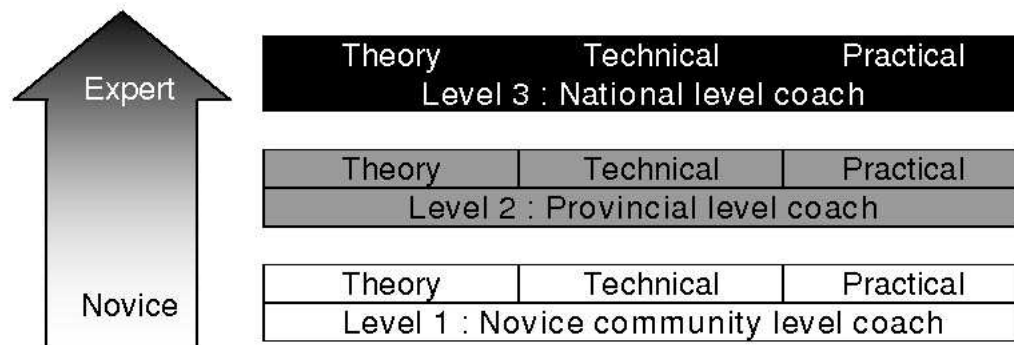 Expert
Theory Technical Practical
Level 3 : National level coach
Theory Technical Practical
Level 2 : Provincial level coach
Novice
Theory Technical Practical
Level 1 : Novice community level coach